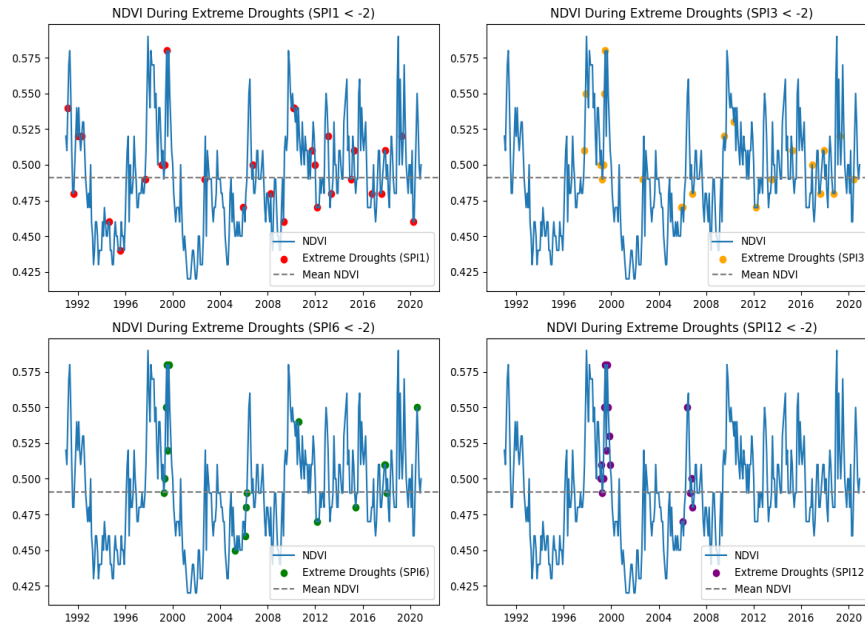 NDVI During Extreme Droughts (SPI1 < -2)
0.575
0.550
0.525
0.500
0.475
0.450
0.425
NDVI
Extreme Droughts (SPI1)
Mean NDVI
1992 1996 2000 2004 2008 2012 2016 2020
NDVI During Extreme Droughts (SPI3 < -2)
0.575
0.550
0.525
0.500
0.475
0.450
0.425
NDVI
Extreme Droughts (SPI3)
Mean NDVI
1992 1996 2000 2004 2008 2012 2016 2020
NDVI During Extreme Droughts (SPI6 < -2)
0.575
0.550
0.525
0.500
0.475
0.450
0.425
NDVI
Extreme Droughts (SPI6)
Mean NDVI
1992 1996 2000 2004 2008 2012 2016 2020
NDVI During Extreme Droughts (SPI12 < -2)
0.575
0.550
0.525
0.500
0.475
0.450
0.425
NDVI
Extreme Droughts (SPI12)
Mean NDVI
1992 1996 2000 2004 2008 2012 2016 2020